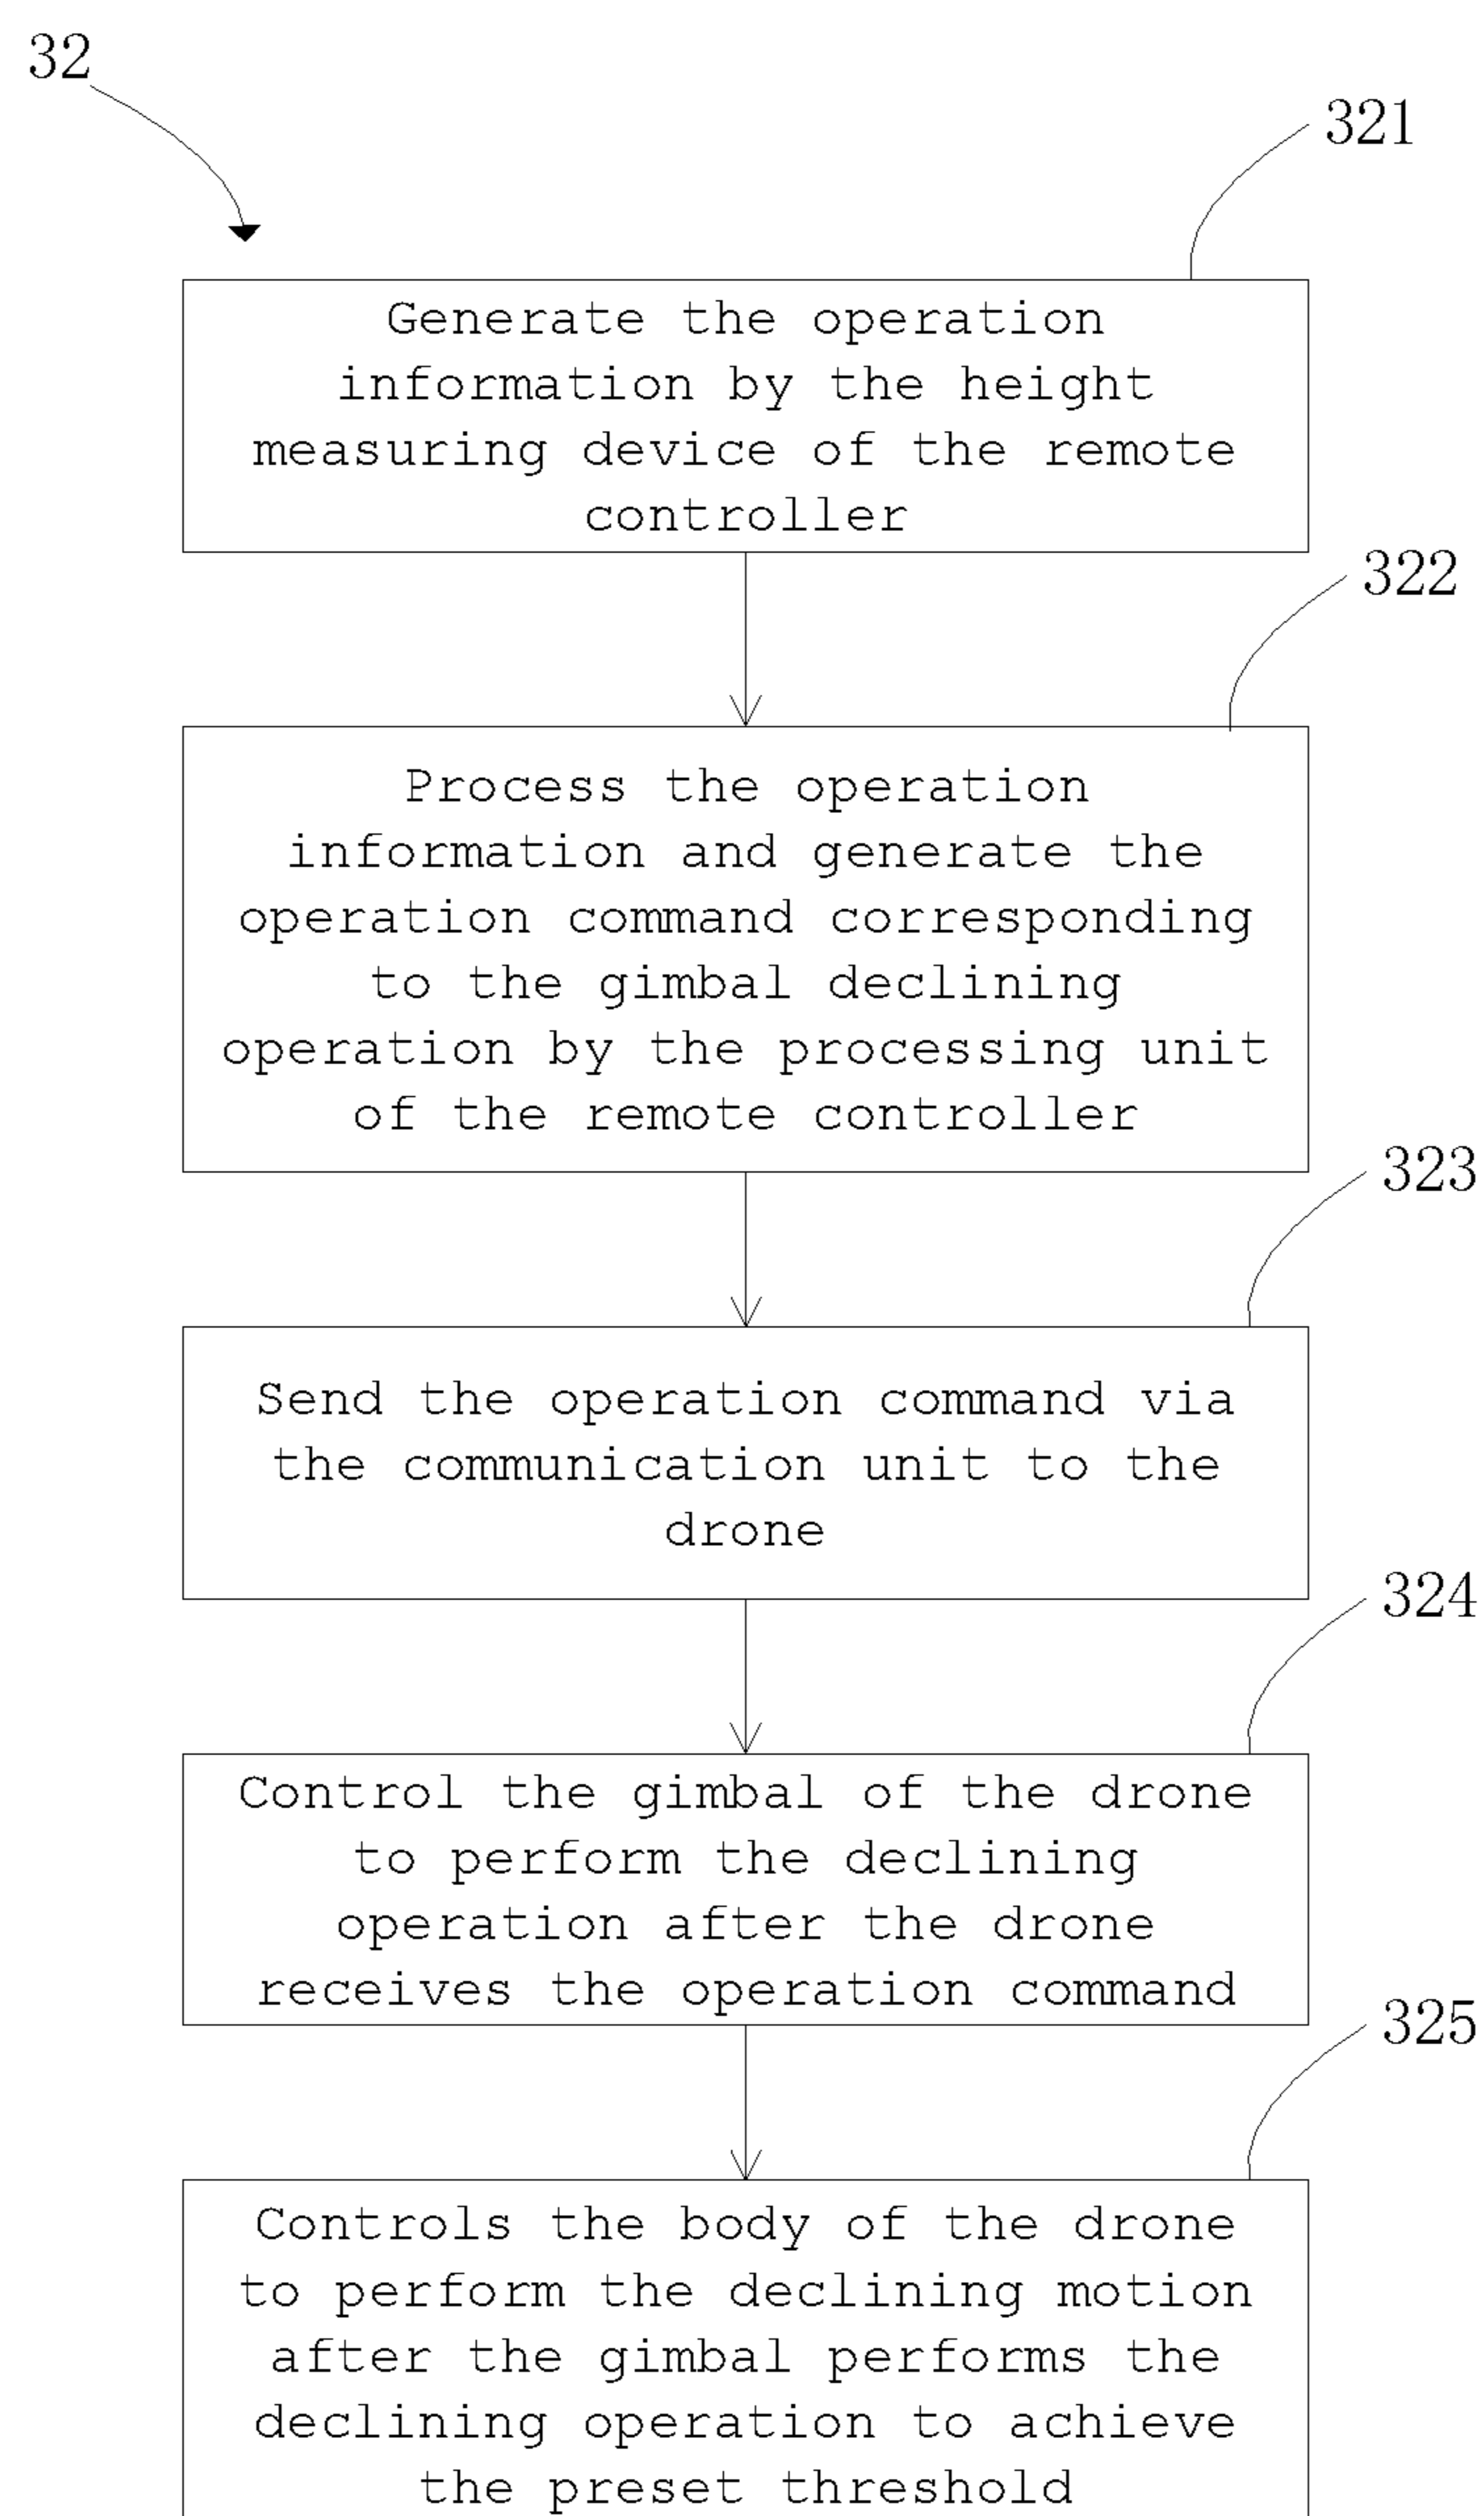 32
321
Generate the operation
information by the height
measuring device of the remote
controller
322
Process the operation
information and generate the
operation command corresponding
to the gimbal declining
operation by the processing unit
of the remote controller
323
Send the operation command via
the communication unit to the
drone
324
Control the gimbal of the drone
to perform the declining
operation after the drone
receives the operation command
325
Controls the body of the drone
to perform the declining motion
after the gimbal performs the
declining operation to achieve
the preset threshold